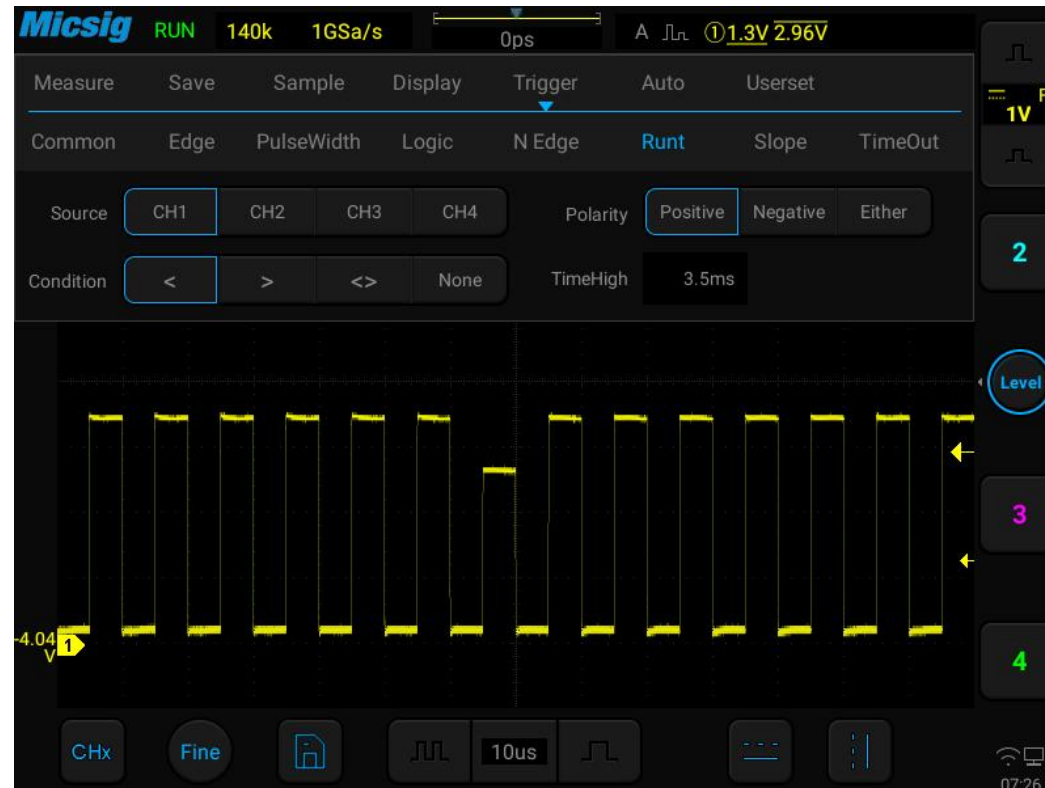 Micsig RUN 140k 1GSa/s 0ps A ① 1.3V 2.96V
Measure Save Sample Display Trigger Auto Userset
Common Edge PulseWidth Logic N Edge Runt Slope TimeOut
Source CH1 CH2 CH3 CH4 Polarity Positive Negative Either
Condition < > <> None TimeHigh 3.5ms
F
1V
2
Level
3
-4.04
V
1
4
CHx Fine 10us
07:26